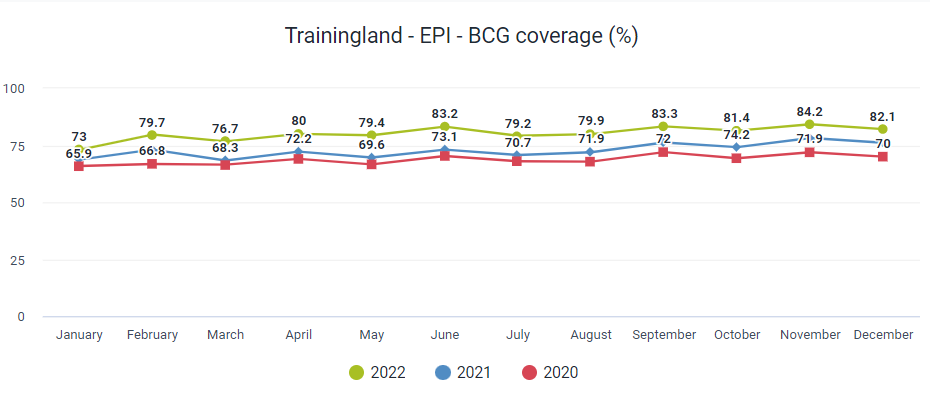 Trainingland - EPI - BCG coverage (%)
100
75
50
25
0
73 79.7 76.7 80 79.4 83.2 79.2 79.9 83.3 81.4 84.2 82.1
68.3 72.2 69.6 73.1 70.7 71.9 74.2
65.9 66.8 72 71.9 70
January February March April May June July August September October November December
2022 2021 2020